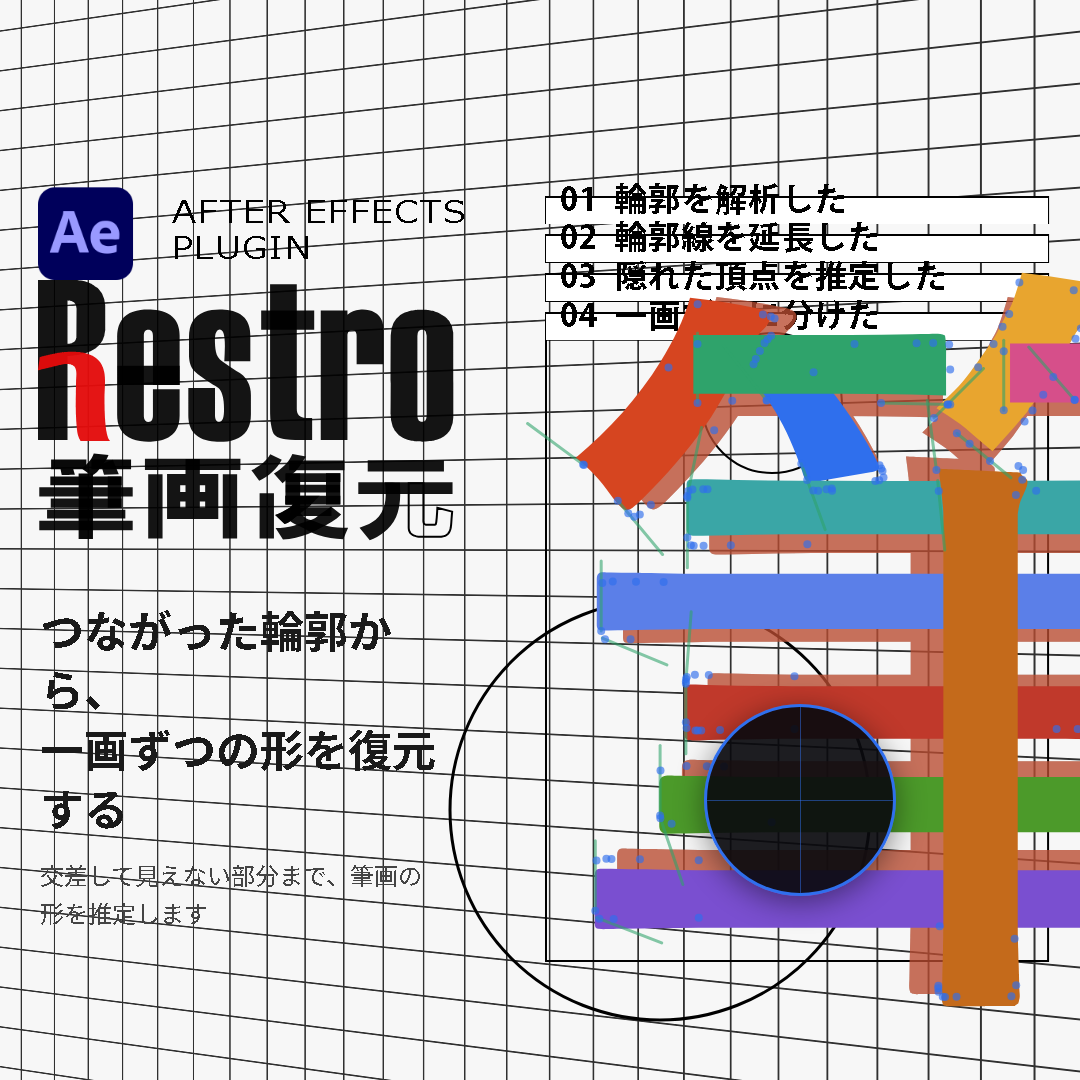 Ae
AFTER EFFECTS
PLUGIN
Restro
筆画復元
つながった輪郭か
ら、
一画ずつの形を復元
する
交差して見えない部分まで、筆画の
形を推定します
01 輪郭を解析した
02 輪郭線を延長した
03 隠れた頂点を推定した
04 一画 分けた